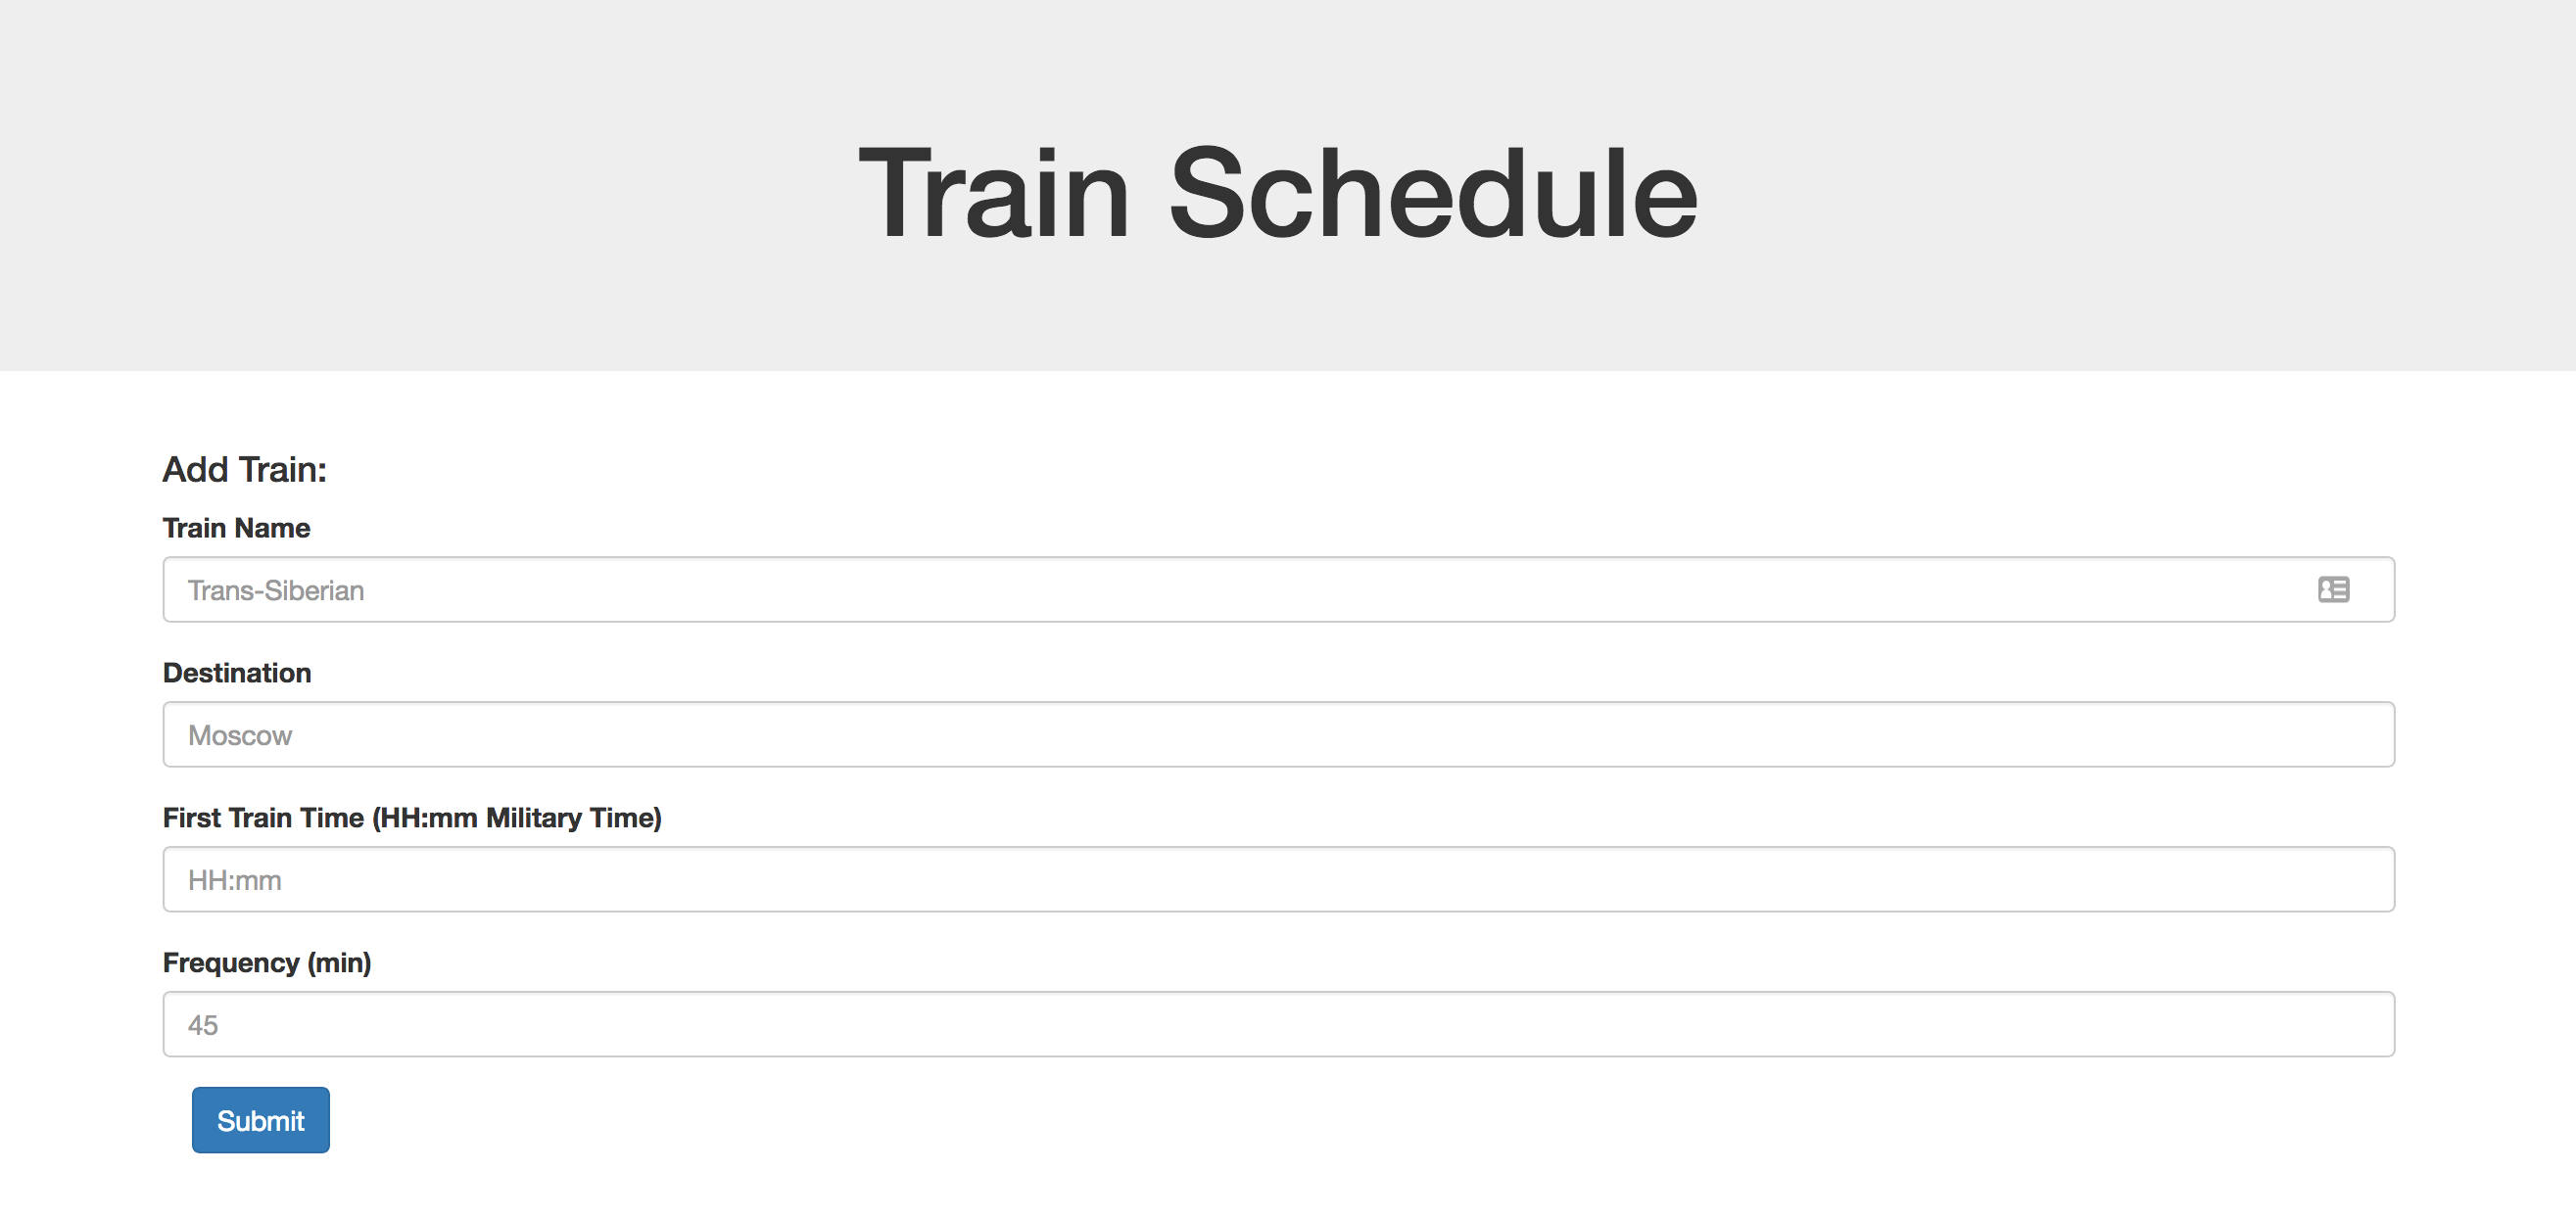 Train Schedule
Add Train:
Train Name
Trans-Siberian
Destination
Moscow
First Train Time (HH:mm Military Time)
HH:mm
Frequency (min)
45
Submit